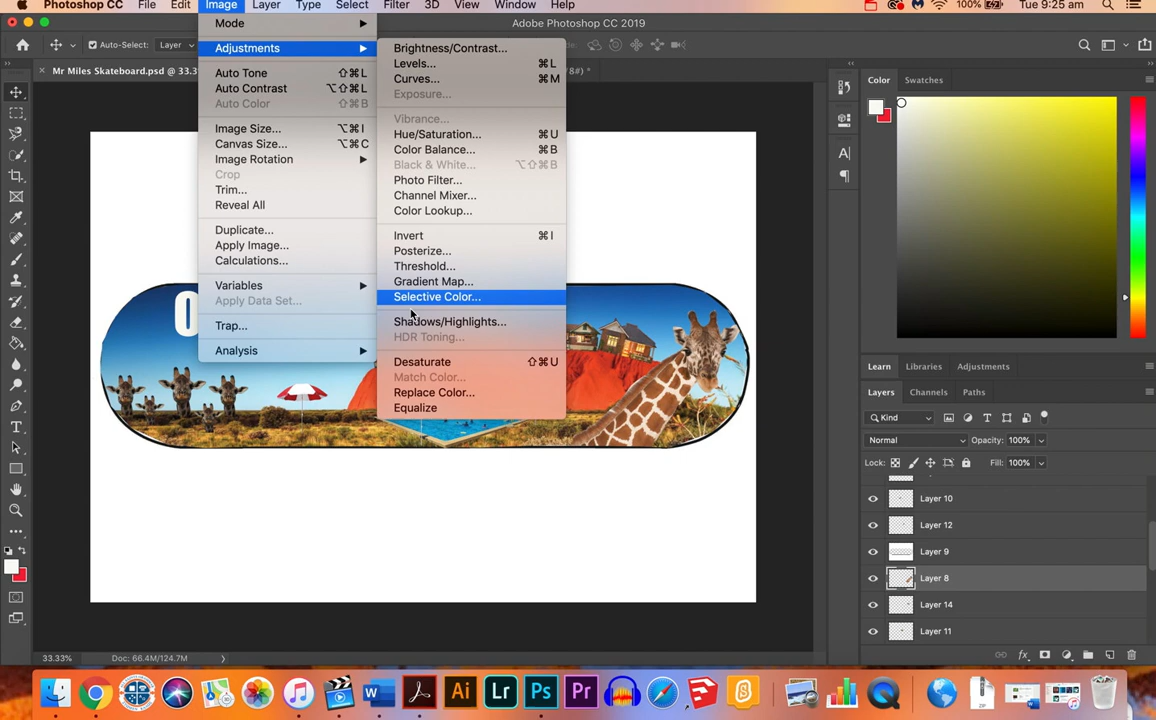 Photoshop CC File Edit Image Layer Type Select Filter 3D View Window Help 100% Tue 9:25 am
Adobe Photoshop CC 2019
Auto-Select: Layer
Mr Miles Skateboard.psd @ 33.3
8#) *
Mode
Adjustments
Auto Tone ⇧⌘L
Auto Contrast ⌥⇧⌘L
Auto Color ⇧⌘B
Image Size... ⌥⌘I
Canvas Size... ⌥⌘C
Image Rotation
Crop
Trim...
Reveal All
Duplicate...
Apply Image...
Calculations...
Variables
Apply Data Set...
Trap...
Analysis
Brightness/Contrast...
Levels... ⌘L
Curves... ⌘M
Exposure...
Vibrance...
Hue/Saturation... ⌘U
Color Balance... ⌘B
Black & White... ⌥⇧⌘B
Photo Filter...
Channel Mixer...
Color Lookup...
Invert ⌘I
Posterize...
Threshold...
Gradient Map...
Selective Color...
Shadows/Highlights...
HDR Toning...
Desaturate ⇧⌘U
Match Color...
Replace Color...
Equalize
Color Swatches
Learn Libraries Adjustments
Layers Channels Paths
Kind
Normal Opacity: 100%
Lock: Fill: 100%
Layer 10
Layer 12
Layer 9
Layer 8
Layer 14
Layer 11
33.33% Doc: 66.4M/124.7M
Ai Lr Ps Pr